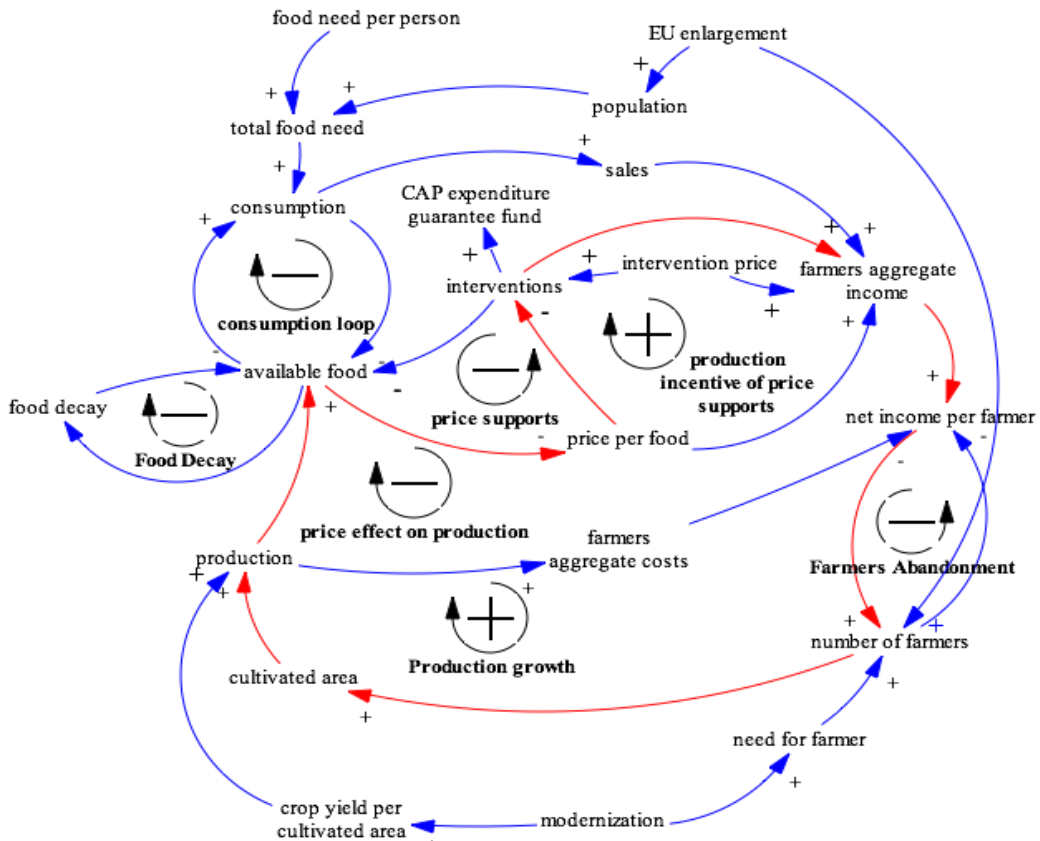 food need per person
EU enlargement
+
+
+
population
total food need
+
+
sales
CAP expenditure
guarantee fund
consumption
+
+
+
+
+
intervention price
farmers aggregate
income
interventions
-
+
+
consumption loop
-
production
incentive of price
supports
available food
-
-
+
+
food decay
price supports
-
price per food
net income per farmer
-
-
Food Decay
price effect on production
farmers
aggregate costs
production
Farmers Abandonment
+
+
+
+
+
number of farmers
Production growth
cultivated area
+
+
need for farmer
+
crop yield per
cultivated area
modernization